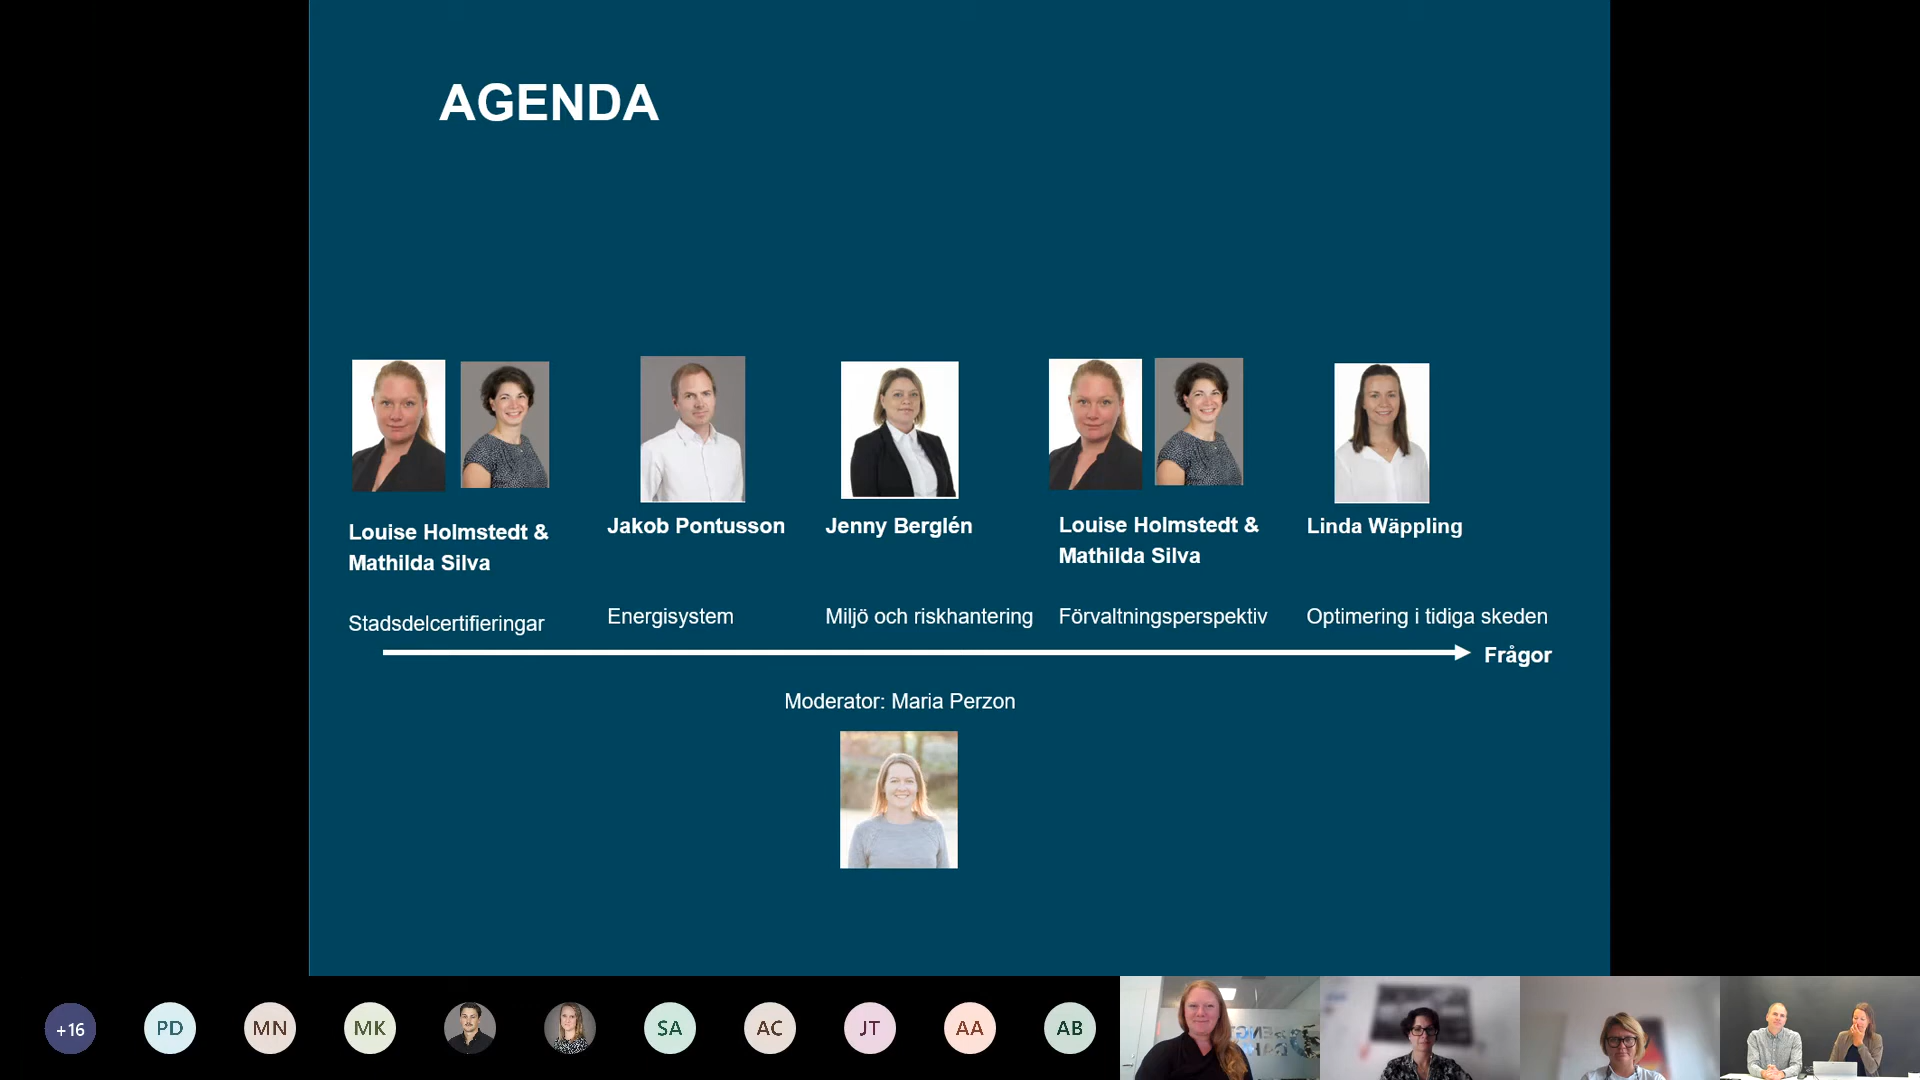 AGENDA
Louise Holmstedt &
Mathilda Silva
Stadsdelcertifieringar
Jakob Pontusson
Energisystem
Jenny Berglén
Miljö och riskhantering
Louise Holmstedt &
Mathilda Silva
Förvaltningsperspektiv
Linda Wäppling
Optimering i tidiga skeden
Frågor
Moderator: Maria Perzon
+16
PD
MN
MK
SA
AC
JT
AA
AB